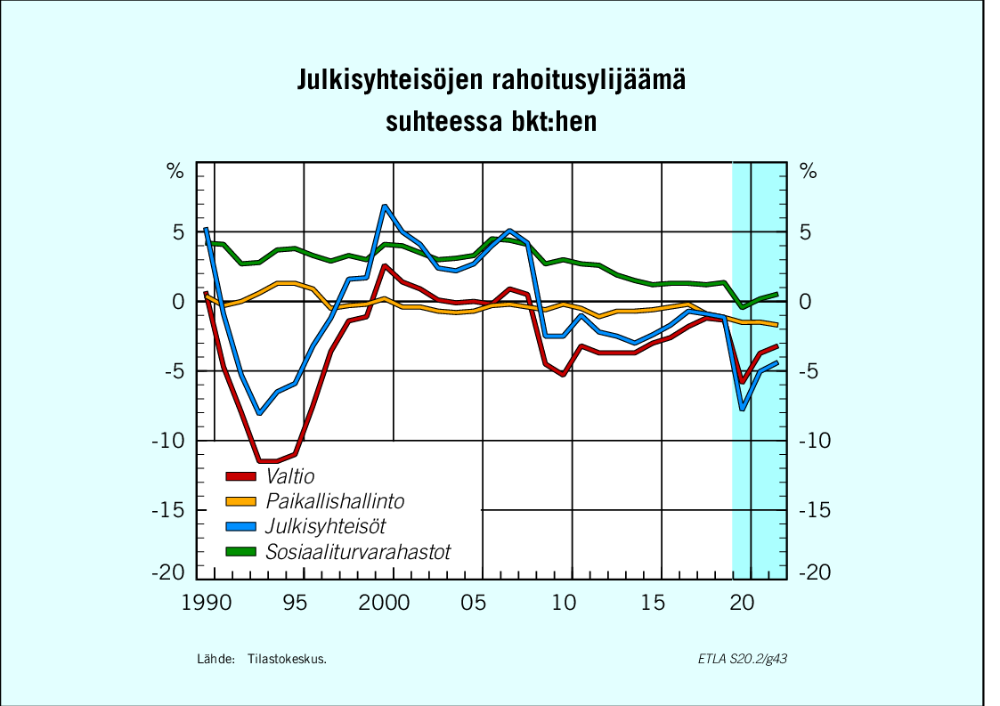 Julkisyhteisöjen rahoitusylijäämä
suhteessa bkt:hen
% %
5 5
0 0
-5 -5
-10 -10
-15 -15
-20 -20
Valtio
Paikallishallinto
Julkisyhteisöt
Sosiaaliturvarahastot
1990 95 2000 05 10 15 20
Lähde: Tilastokeskus. ETLA S20.2/g43